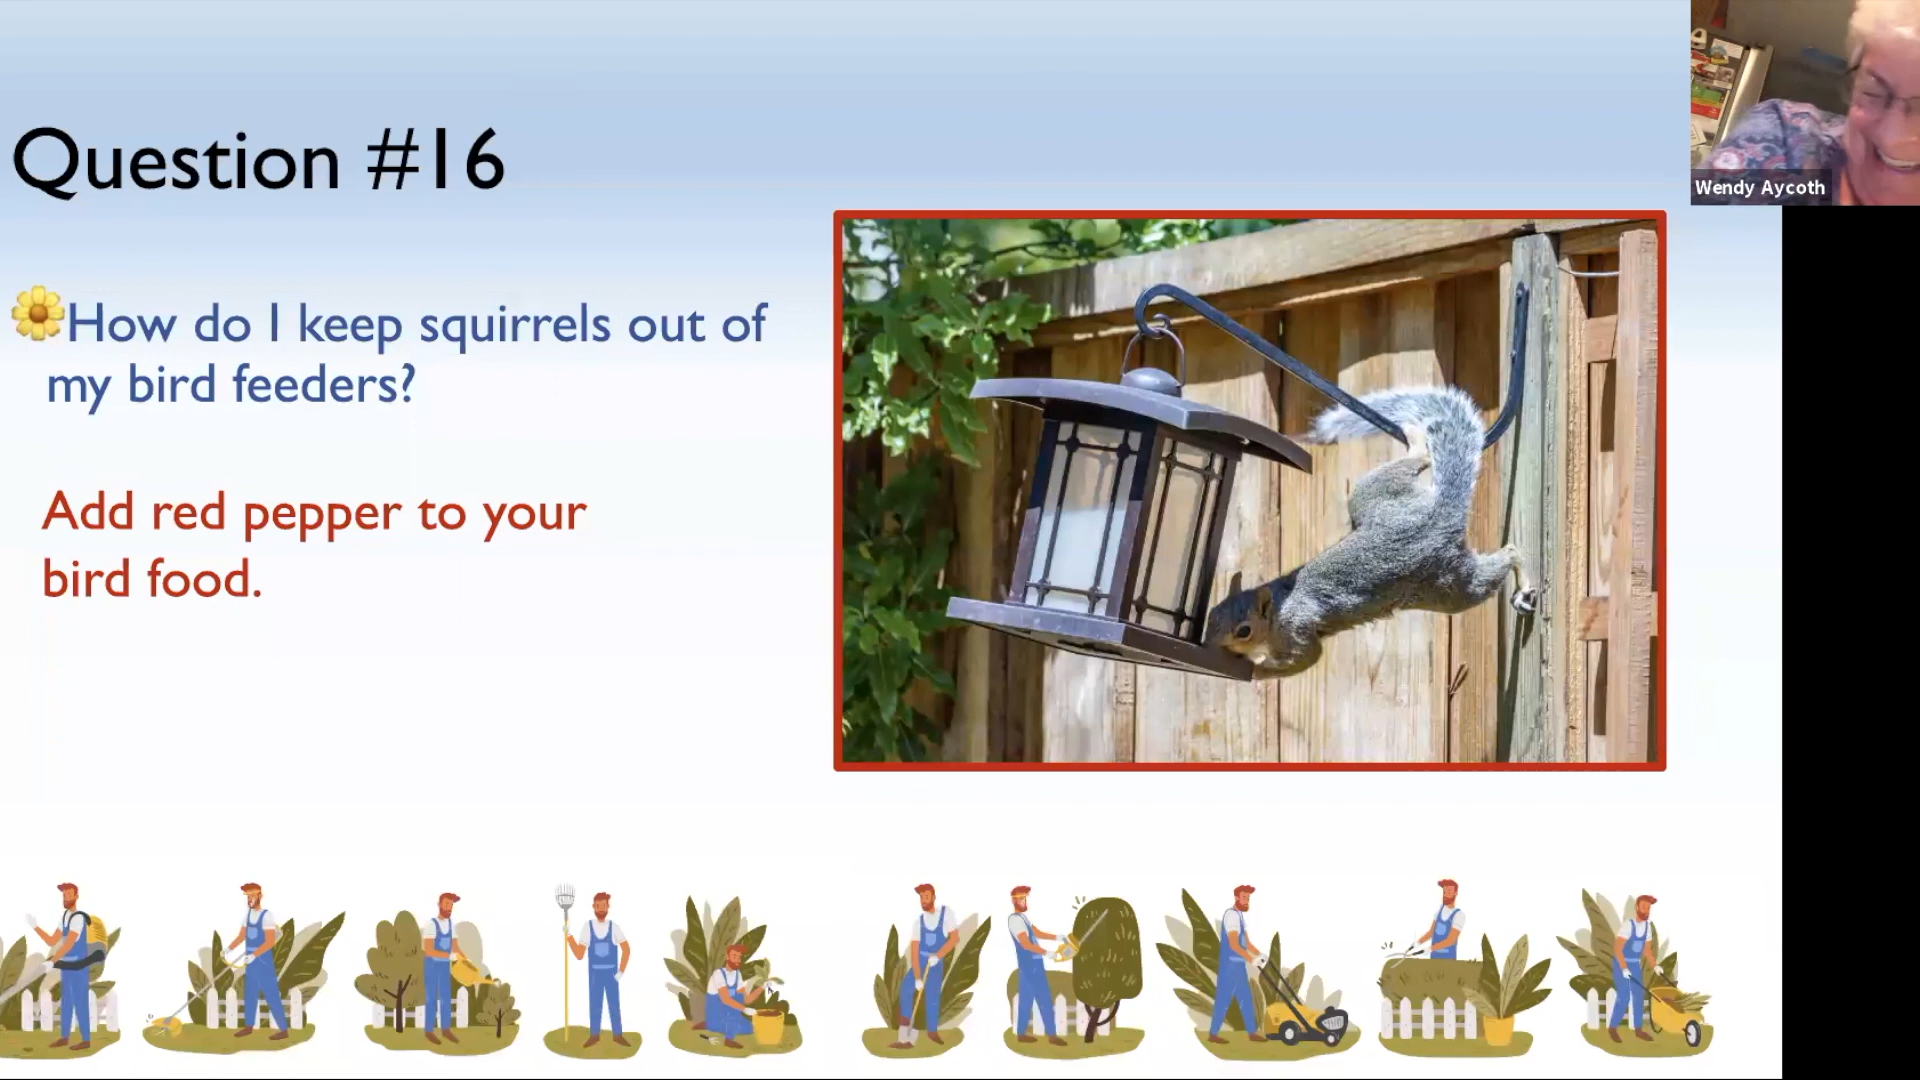 Question #16
How do I keep squirrels out of
my bird feeders?
Add red pepper to your
bird food.
Wendy Aycoth